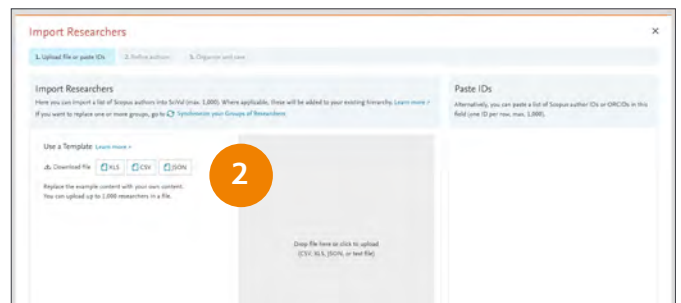 Import Researchers
×
1. Upload file or paste IDs
2. Refine authors
3. Organize and save
Import Researchers
Here you can import a list of Scopus authors into SciVal (max. 1,000). Where applicable, these will be added to your existing hierarchy. Learn more >
If you want to replace one or more groups, go to Synchronize your Groups of Researchers
Paste IDs
Alternatively, you can paste a list of Scopus author IDs or ORCIDs in this
field (one ID per row, max. 1,000).
Use a Template Learn more >
Download file XLS CSV JSON
Replace the example content with your own content.
You can upload up to 1,000 researchers in a file.
2
Drop file here or click to upload
(CSV, XLS, JSON, or text file)